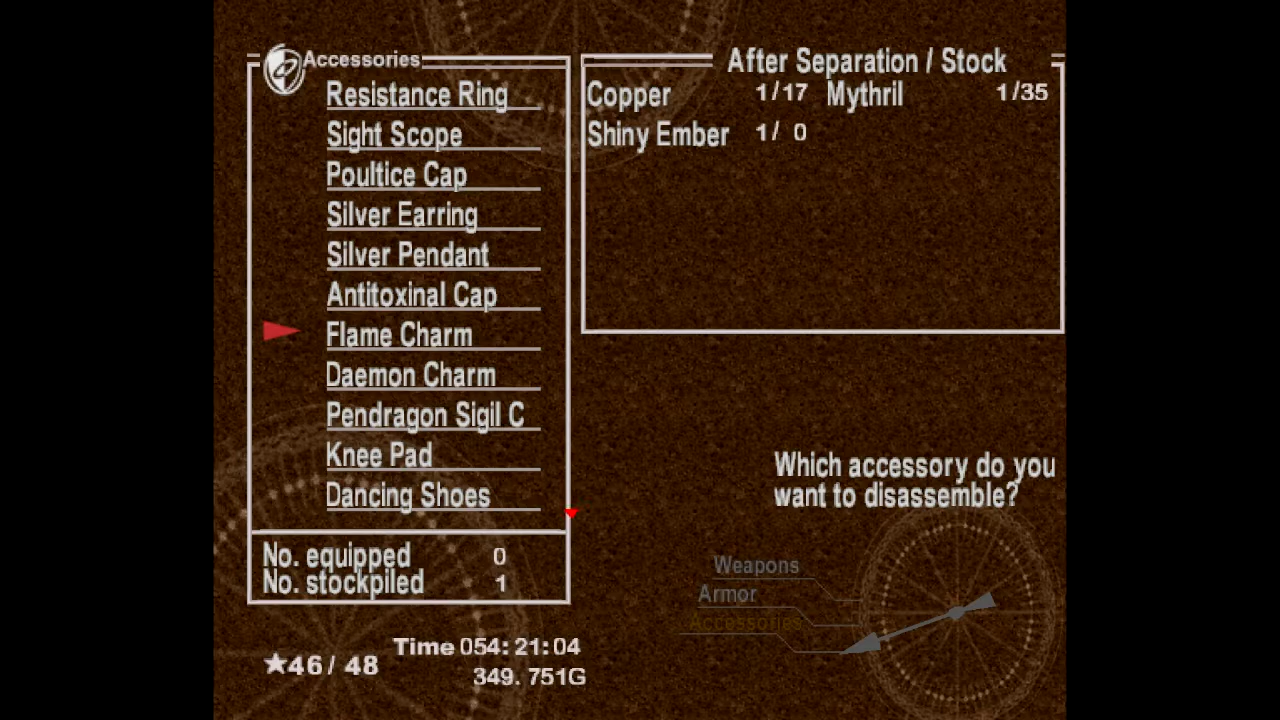 Accessories
Resistance Ring
Sight Scope
Poultice Cap
Silver Earring
Silver Pendant
Antitoxinal Cap
Flame Charm
Daemon Charm
Pendragon Sigil C
Knee Pad
Dancing Shoes
No. equipped 0
No. stockpiled 1
After Separation / Stock
Copper 1/17 Mythril 1/35
Shiny Ember 1/ 0
Which accessory do you
want to disassemble?
Weapons
Armor
Accessories
Time 054:21:04
★46/ 48
349. 751G